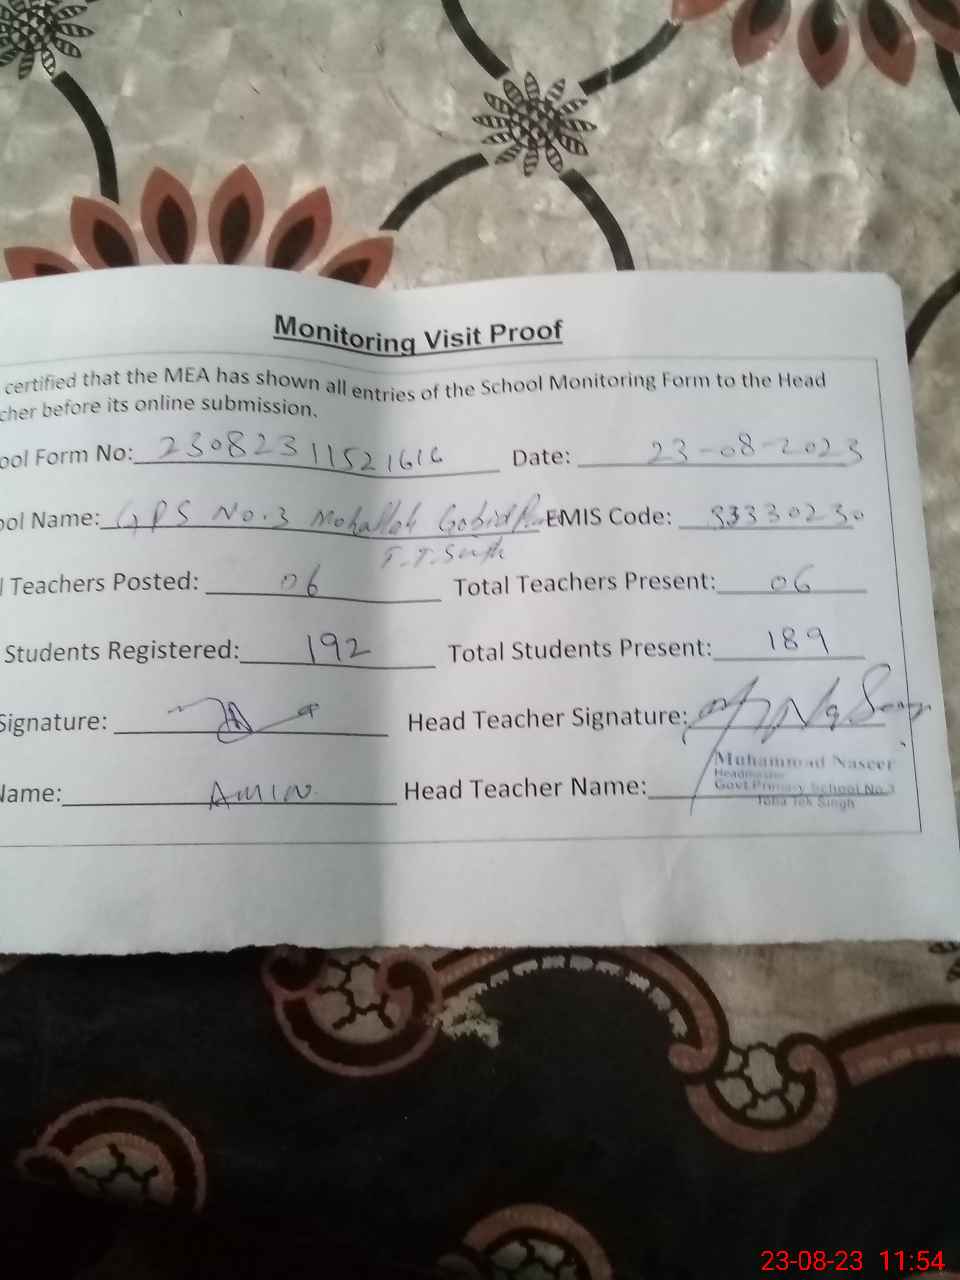 Monitoring Visit Proof
certified that the MEA has shown all entries of the School Monitoring Form to the Head
cher before its online submission.
ool Form No: 23082311521616 Date: 23-08-2023
ool Name: GPS No.3 Mohallah EMIS Code: 33330230
T.T.Singh
l Teachers Posted: 06 Total Teachers Present: 06
Students Registered: 192 Total Students Present: 189
Signature: Head Teacher Signature:
Name: AMIN Head Teacher Name:
Muhammad Naseer
Headmaster
Govt Primary School No.3
Toba Tek Singh
23-08-23 11:54